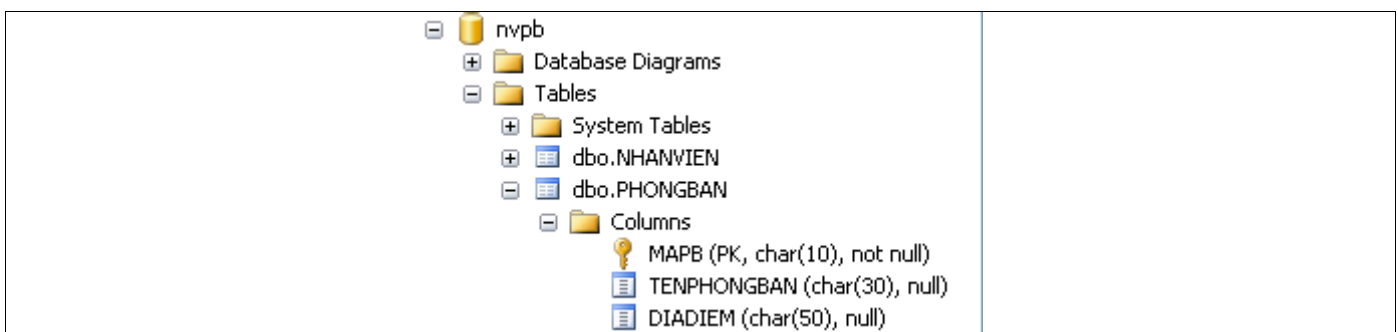 nvpb
Database Diagrams
Tables
System Tables
dbo.NHANVIEN
dbo.PHONGBAN
Columns
MAPB (PK, char(10), not null)
TENPHONGBAN (char(30), null)
DIADIEM (char(50), null)